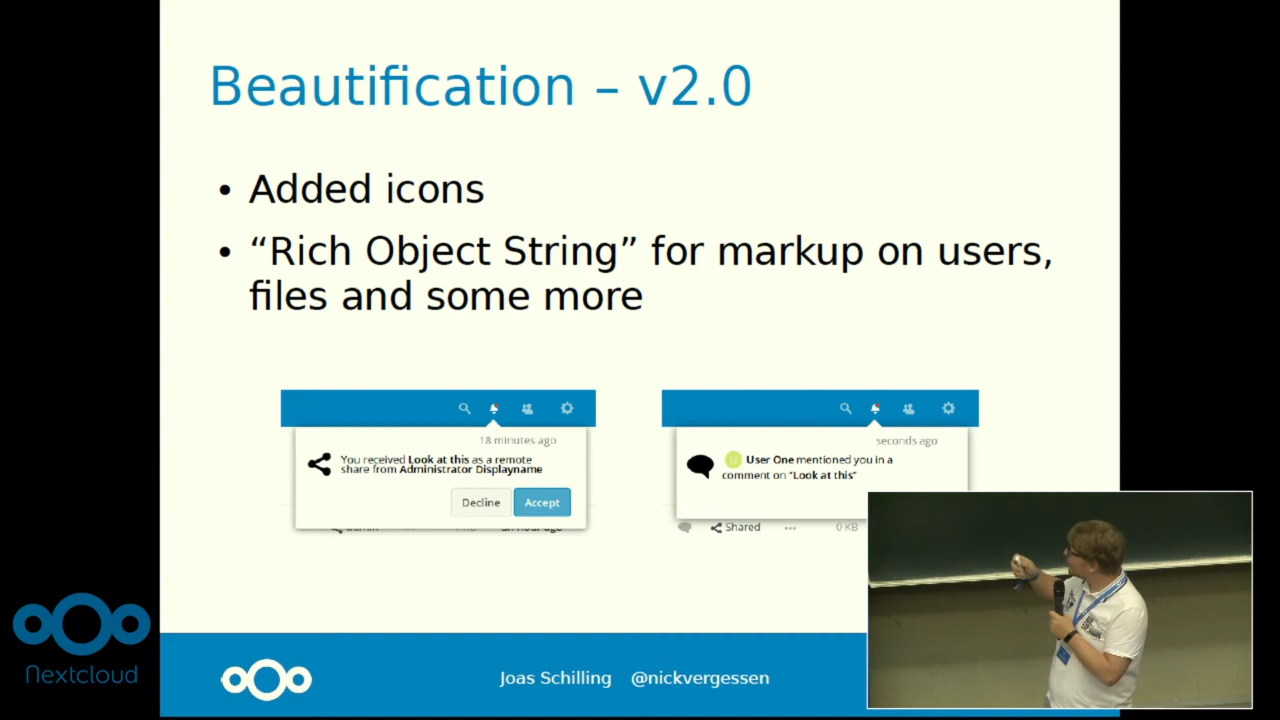 Beautification – v2.0
• Added icons
• “Rich Object String” for markup on users,
files and some more
18 minutes ago
You received Look at this as a remote
share from Administrator Displayname
Decline Accept
seconds ago
User One mentioned you in a
comment on “Look at this”
Shared ... 0 KB
Nextcloud
Joas Schilling @nickvergessen